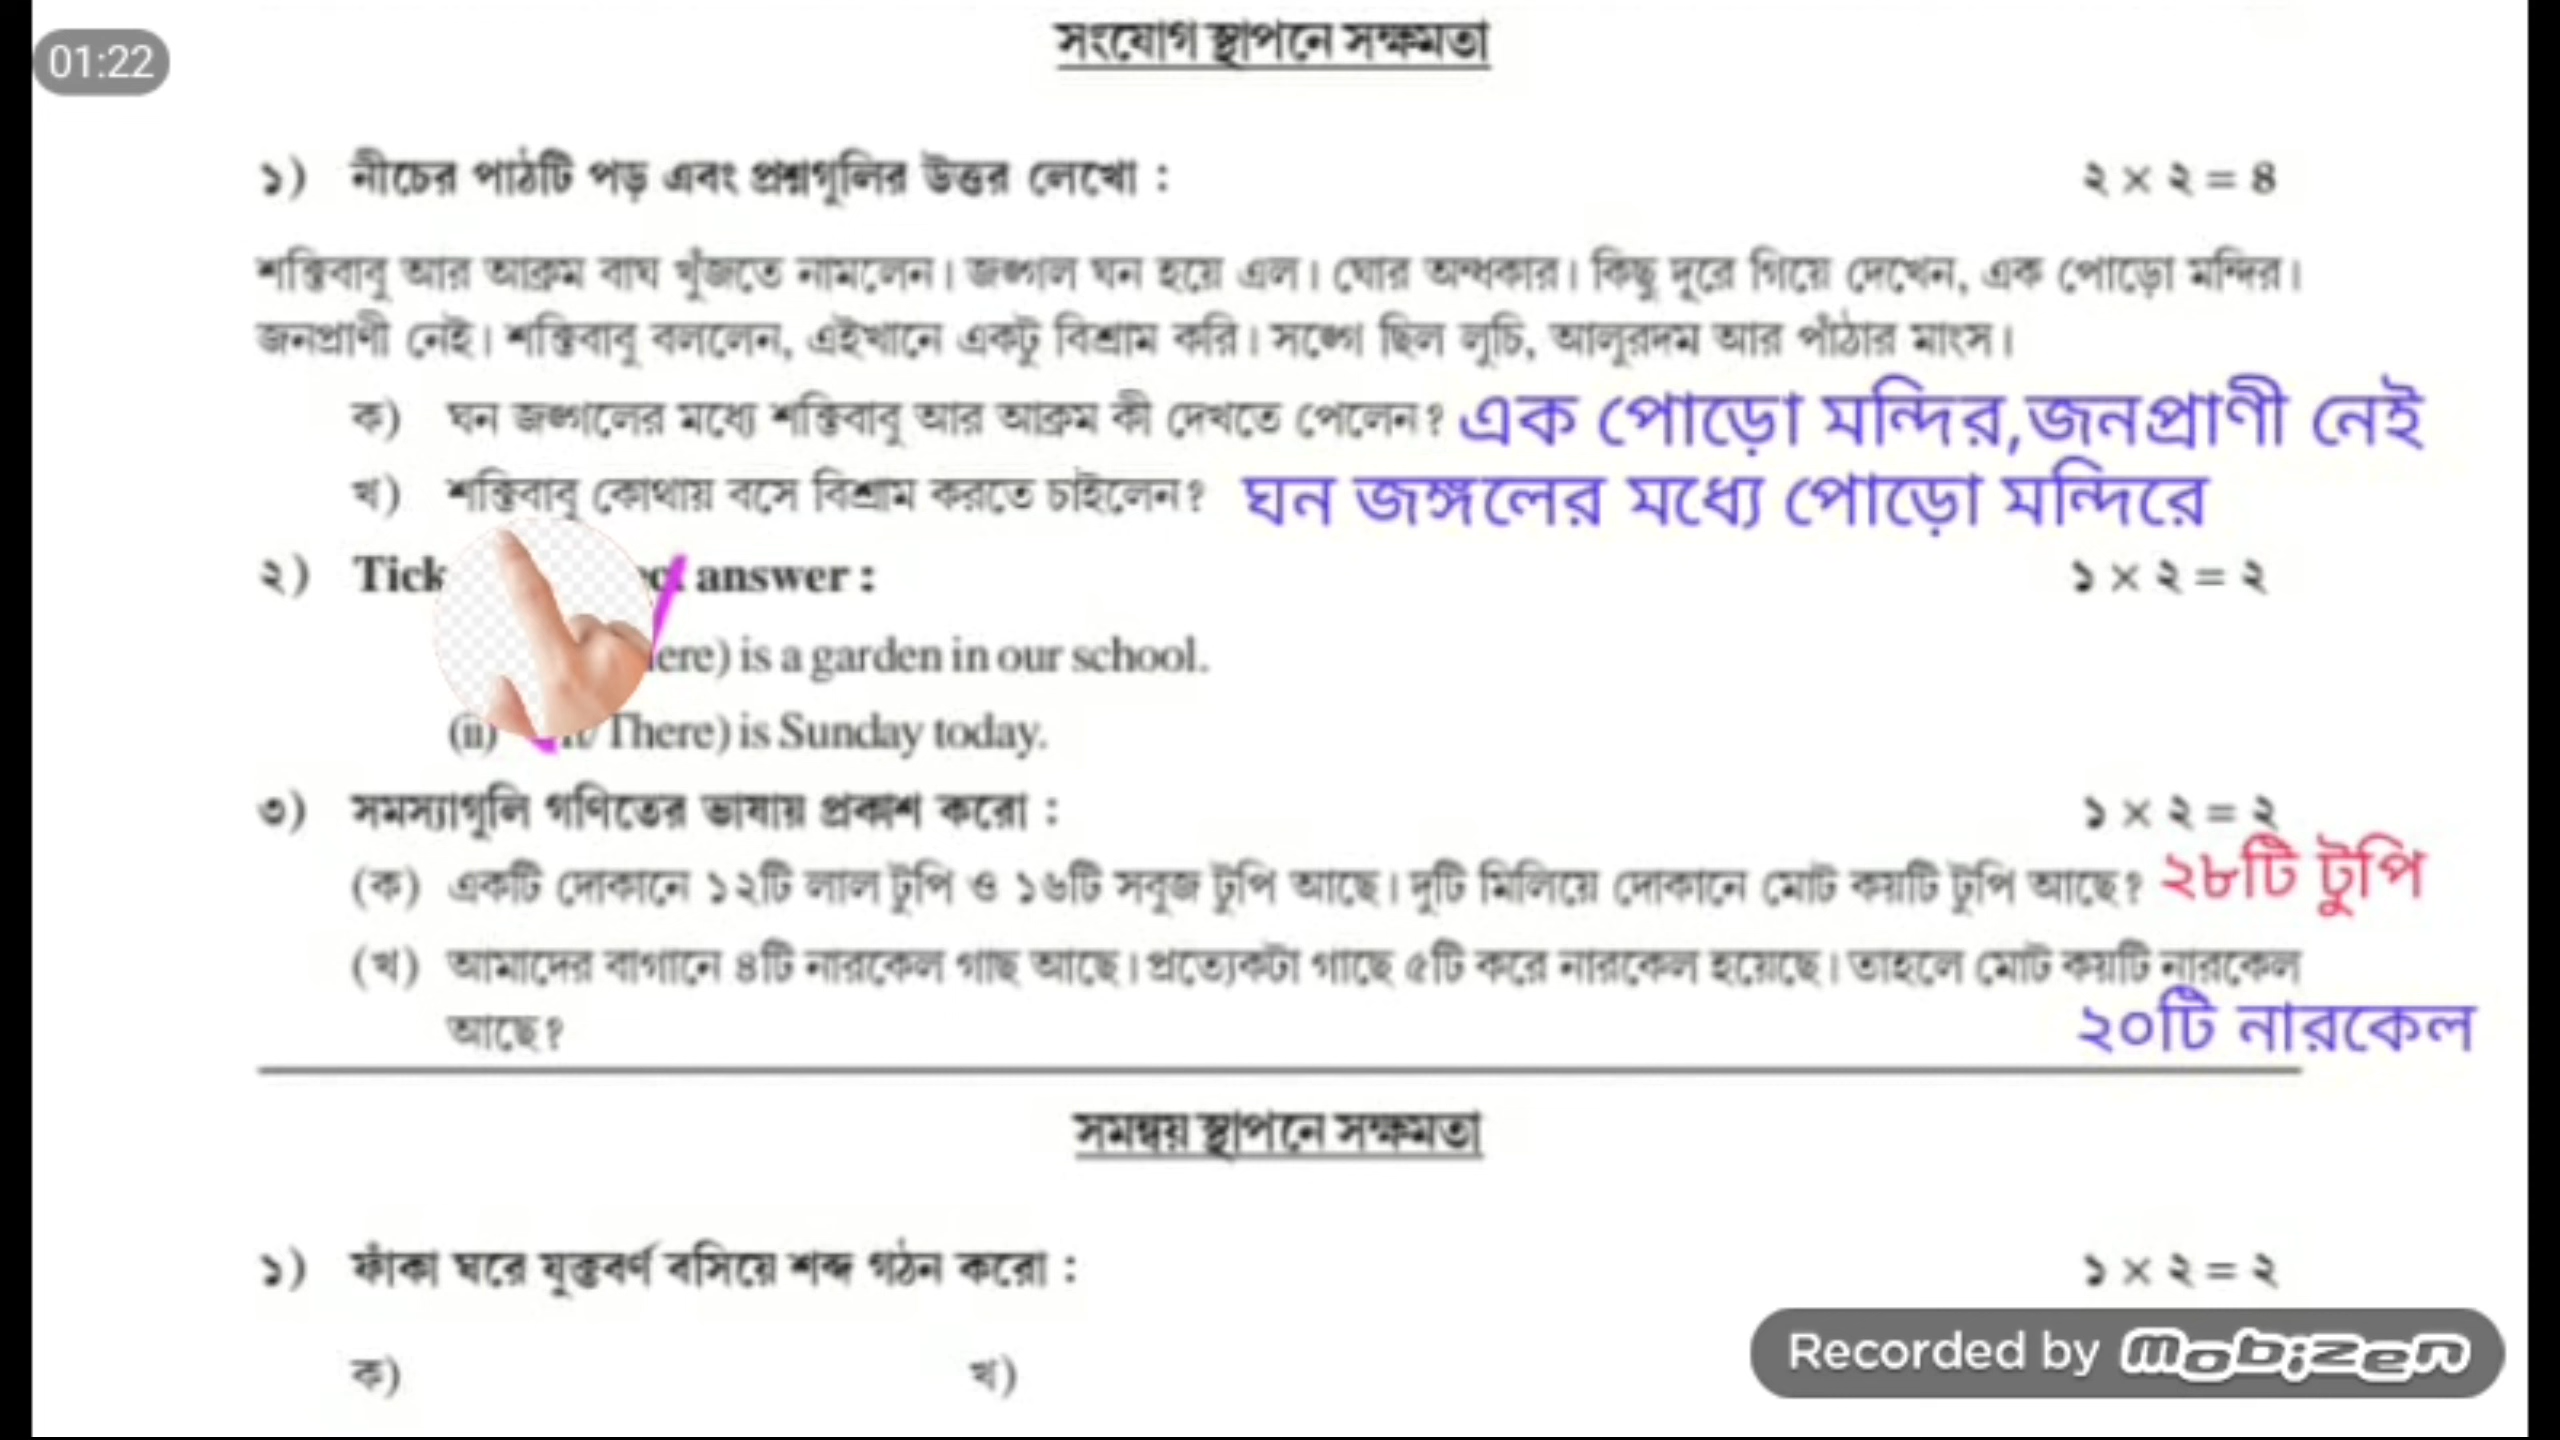 01:22
সংযোগ স্থাপনে সক্ষমতা
১) নীচের পাঠটি পড় এবং প্রশ্নগুলির উত্তর লেখো : ২ × ২ = 8
শক্তিবাবু আর আক্রম বাঘ খুঁজতে নামলেন। জঙ্গল ঘন হয়ে এল। ঘোর অন্ধকার। কিছু দূরে গিয়ে দেখেন, এক পোড়ো মন্দির।
জনপ্রাণী নেই। শক্তিবাবু বললেন, এইখানে একটু বিশ্রাম করি। সঙ্গে ছিল লুচি, আলুরদম আর পাঁঠার মাংস।
ক) ঘন জঙ্গলের মধ্যে শক্তিবাবু আর আক্রম কী দেখতে পেলেন? এক পোড়ো মন্দির,জনপ্রাণী নেই
খ) শক্তিবাবু কোথায় বসে বিশ্রাম করতে চাইলেন? ঘন জঙ্গলের মধ্যে পোড়ো মন্দিরে
২) Tick answer : ১ × ২ = ২
is a garden in our school.
(ii) There) is Sunday today.
৩) সমস্যাগুলি গণিতের ভাষায় প্রকাশ করো : ১ × ২ = ২
(ক) একটি দোকানে ১২টি লাল টুপি ও ১৬টি সবুজ টুপি আছে। দুটি মিলিয়ে দোকানে মোট কয়টি টুপি আছে? ২৮টি টুপি
(খ) আমাদের বাগানে ৪টি নারকেল গাছ আছে। প্রত্যেকটা গাছে ৫টি করে নারকেল হয়েছে। তাহলে মোট কয়টি নারকেল
আছে? ২০টি নারকেল
সমন্বয় স্থাপনে সক্ষমতা
১) ফাঁকা ঘরে যুক্তবর্ণ বসিয়ে শব্দ গঠন করো : ১ × ২ = ২
ক) খ)
Recorded by mobizen